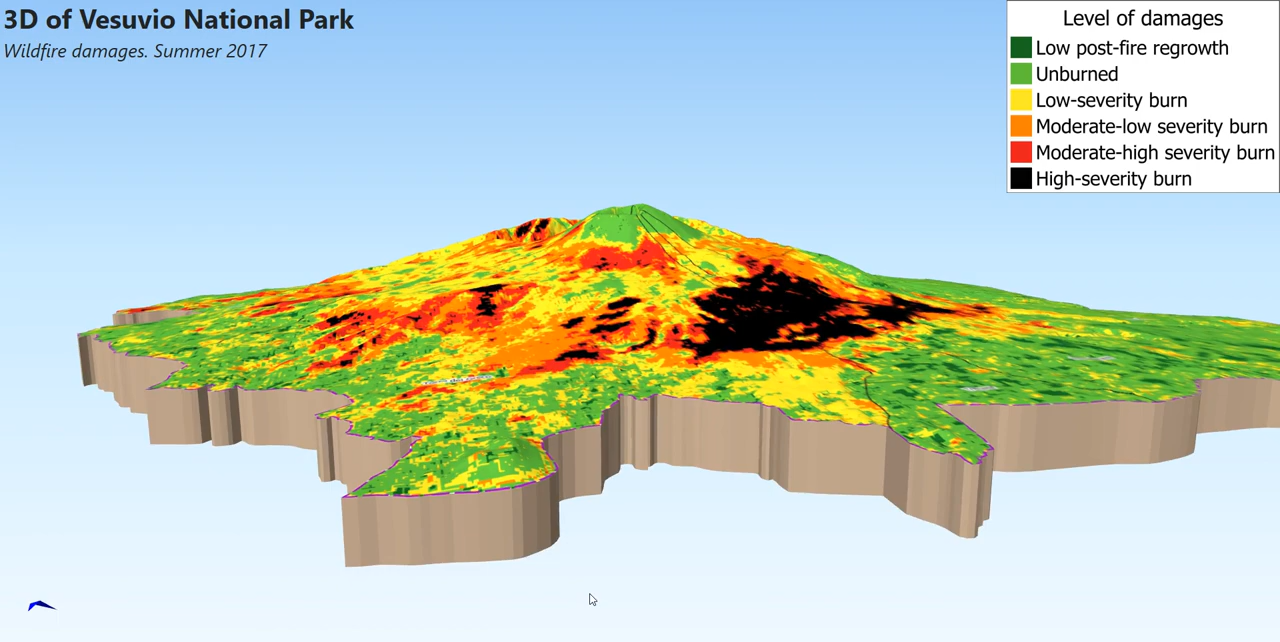 3D of Vesuvio National Park
Wildfire damages. Summer 2017
Level of damages
Low post-fire regrowth
Unburned
Low-severity burn
Moderate-low severity burn
Moderate-high severity burn
High-severity burn